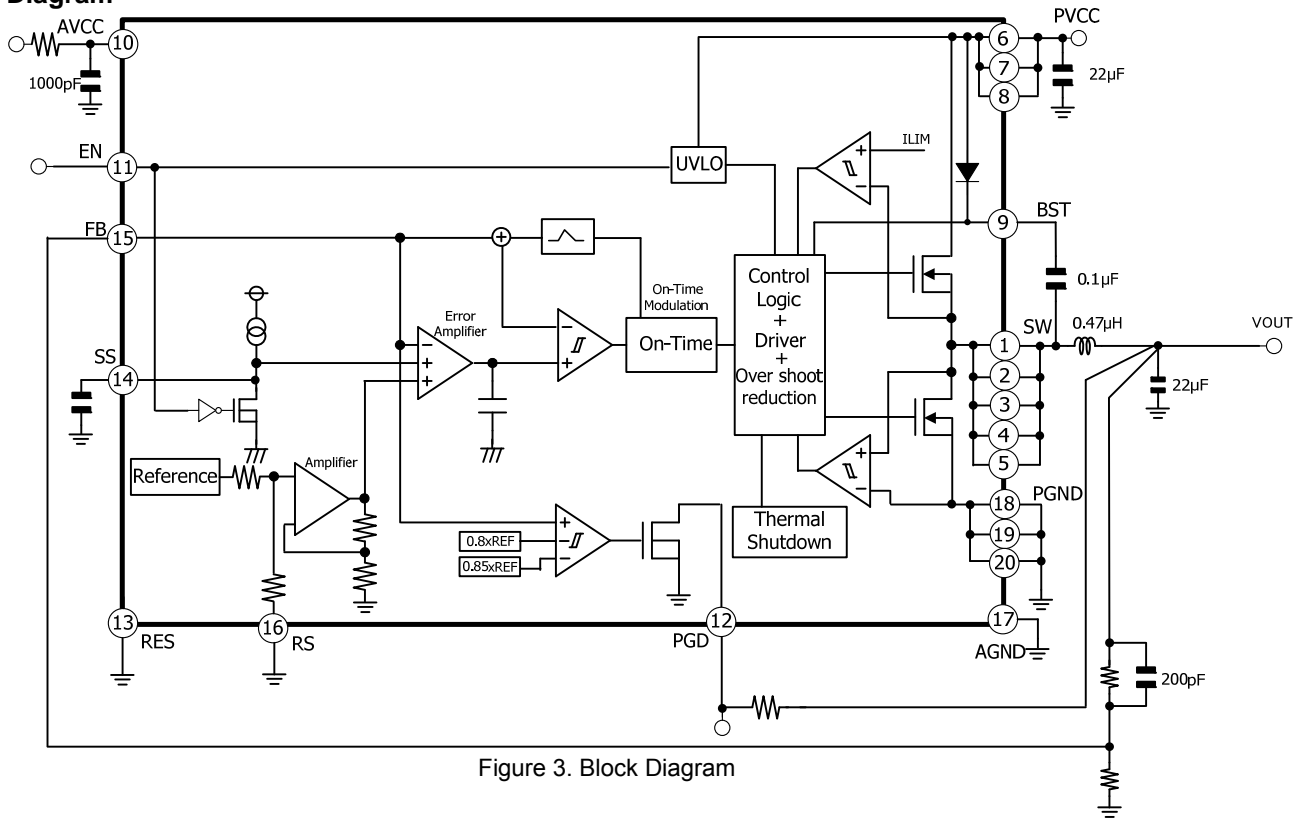 Diagram
AVCC
PVCC
10
6
7
8
1000pF
22µF
EN
11
UVLO
+
ILIM
−
FB
15
9
BST
+
On-Time
Modulation
Control
Logic
+
Driver
+
Over shoot
reduction
0.1µF
Error
Amplifier
−
+
+
−
+
On-Time
SW
0.47µH
VOUT
1
2
3
4
5
SS
14
22µF
Reference
Amplifier
+
−
18
PGND
19
20
0.8xREF
0.85xREF
+
−
−
Thermal
Shutdown
13
RES
16
RS
PGD
12
17
AGND
200pF
Figure 3. Block Diagram